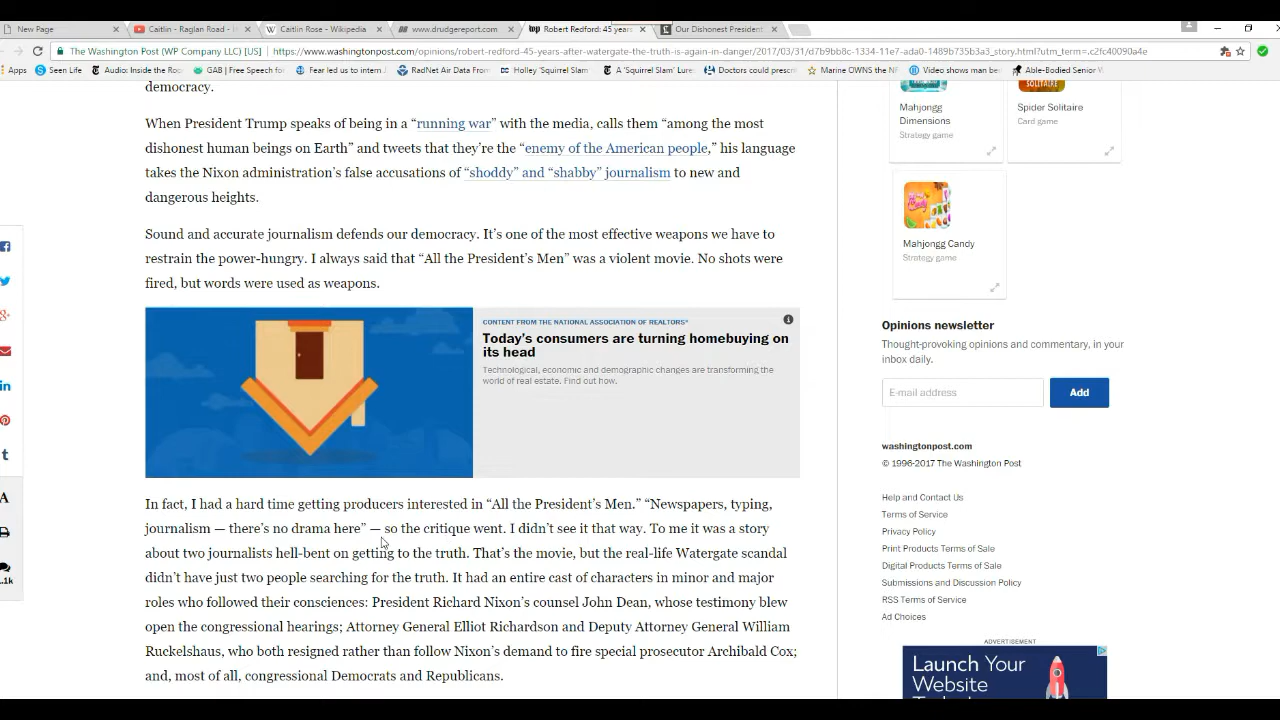 New Page
Caitlin - Raglan Road -
Caitlin Rose - Wikipedia
www.drudgereport.com
Robert Redford: 45 years
Our Dishonest President
The Washington Post (WP Company LLC) [US]
https://www.washingtonpost.com/opinions/robert-redford-45-years-after-watergate-the-truth-is-again-in-danger/2017/03/31/d7b9bb8c-1334-11e7-ada0-1489b735b3a3_story.html?utm_term=.c2fc40090a4e
Apps
Seen Life
Audio: Inside the Ro
GAB | Free Speech fo
Fear led us to intern J
RadNet Air Data From
Holley 'Squirrel Slam
A 'Squirrel Slam' Lure
Doctors could prescr
Marine OWNS the NF
Video shows man be
Able-Bodied Senior W
democracy.
When President Trump speaks of being in a “running war” with the media, calls them “among the most
dishonest human beings on Earth” and tweets that they’re the “enemy of the American people,” his language
takes the Nixon administration’s false accusations of “shoddy” and “shabby” journalism to new and
dangerous heights.
Sound and accurate journalism defends our democracy. It’s one of the most effective weapons we have to
restrain the power-hungry. I always said that “All the President’s Men” was a violent movie. No shots were
fired, but words were used as weapons.
CONTENT FROM THE NATIONAL ASSOCIATION OF REALTORS®
Today's consumers are turning homebuying on
its head
Technological, economic and demographic changes are transforming the
world of real estate. Find out how.
In fact, I had a hard time getting producers interested in “All the President’s Men.” “Newspapers, typing,
journalism — there’s no drama here” — so the critique went. I didn’t see it that way. To me it was a story
about two journalists hell-bent on getting to the truth. That’s the movie, but the real-life Watergate scandal
didn’t have just two people searching for the truth. It had an entire cast of characters in minor and major
roles who followed their consciences: President Richard Nixon’s counsel John Dean, whose testimony blew
open the congressional hearings; Attorney General Elliot Richardson and Deputy Attorney General William
Ruckelshaus, who both resigned rather than follow Nixon’s demand to fire special prosecutor Archibald Cox;
and, most of all, congressional Democrats and Republicans.
A
.1k
Mahjongg
Dimensions
Strategy game
Spider Solitaire
Card game
Mahjongg Candy
Strategy game
Opinions newsletter
Thought-provoking opinions and commentary, in your
inbox daily.
E-mail address
Add
washingtonpost.com
© 1996-2017 The Washington Post
Help and Contact Us
Terms of Service
Privacy Policy
Print Products Terms of Sale
Digital Products Terms of Sale
Submissions and Discussion Policy
RSS Terms of Service
Ad Choices
ADVERTISEMENT
Launch Your
Website